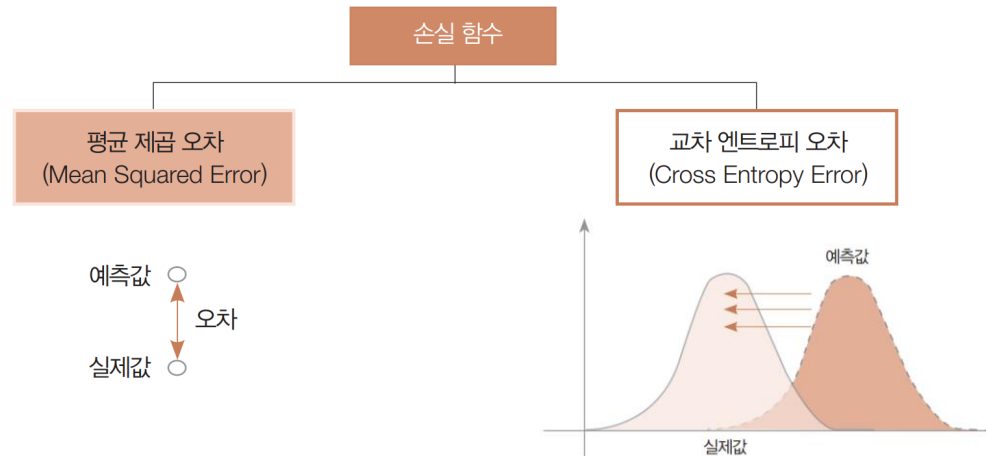 손실 함수
평균 제곱 오차
(Mean Squared Error)
교차 엔트로피 오차
(Cross Entropy Error)
예측값
오차
실제값
예측값
실제값